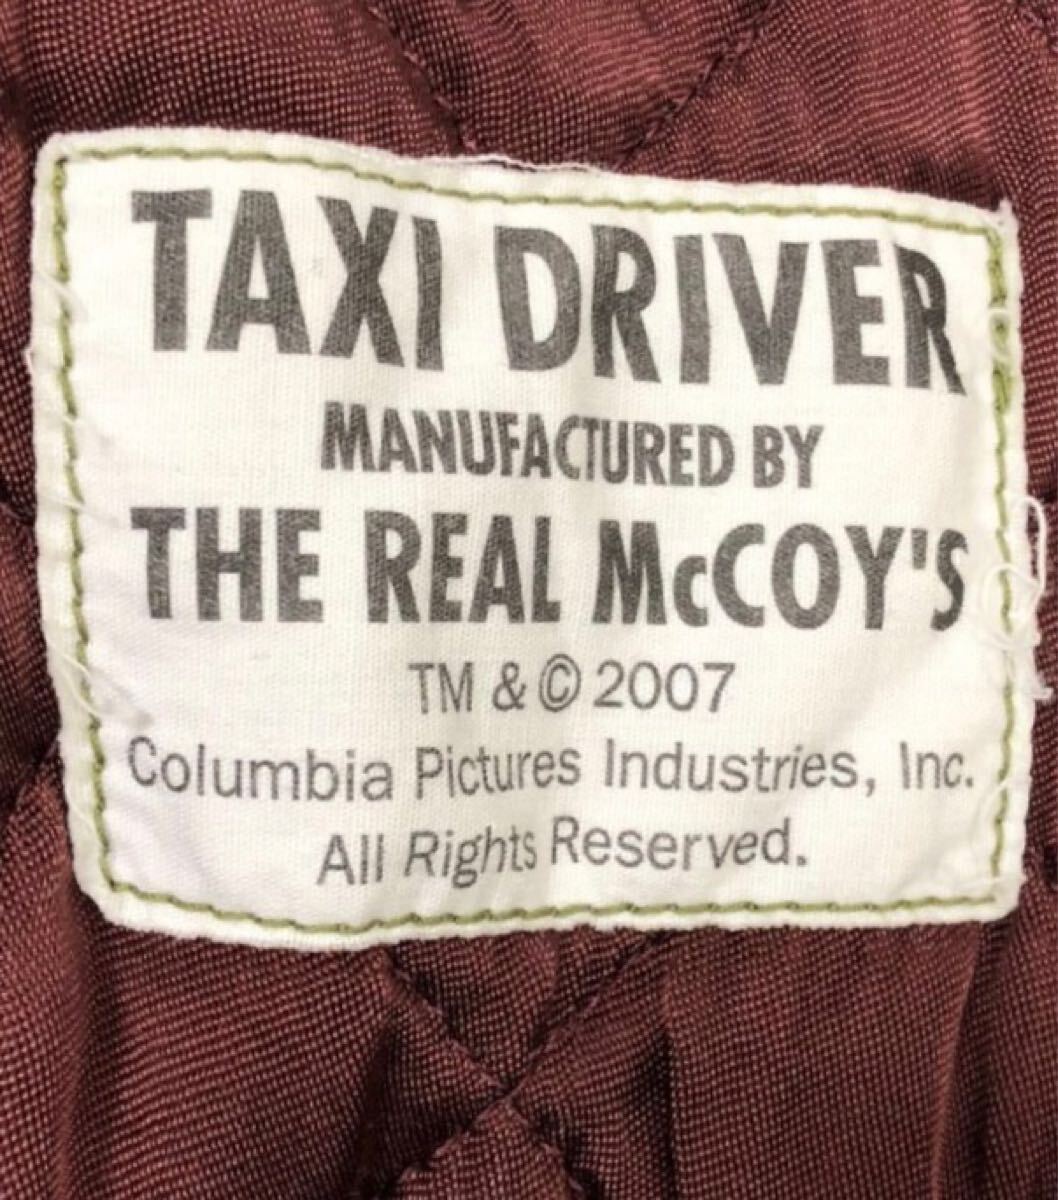 TAXI DRIVER
MANUFACTURED BY
THE REAL McCOY'S
TM & © 2007
Columbia Pictures Industries, Inc.
All Rights Reserved.